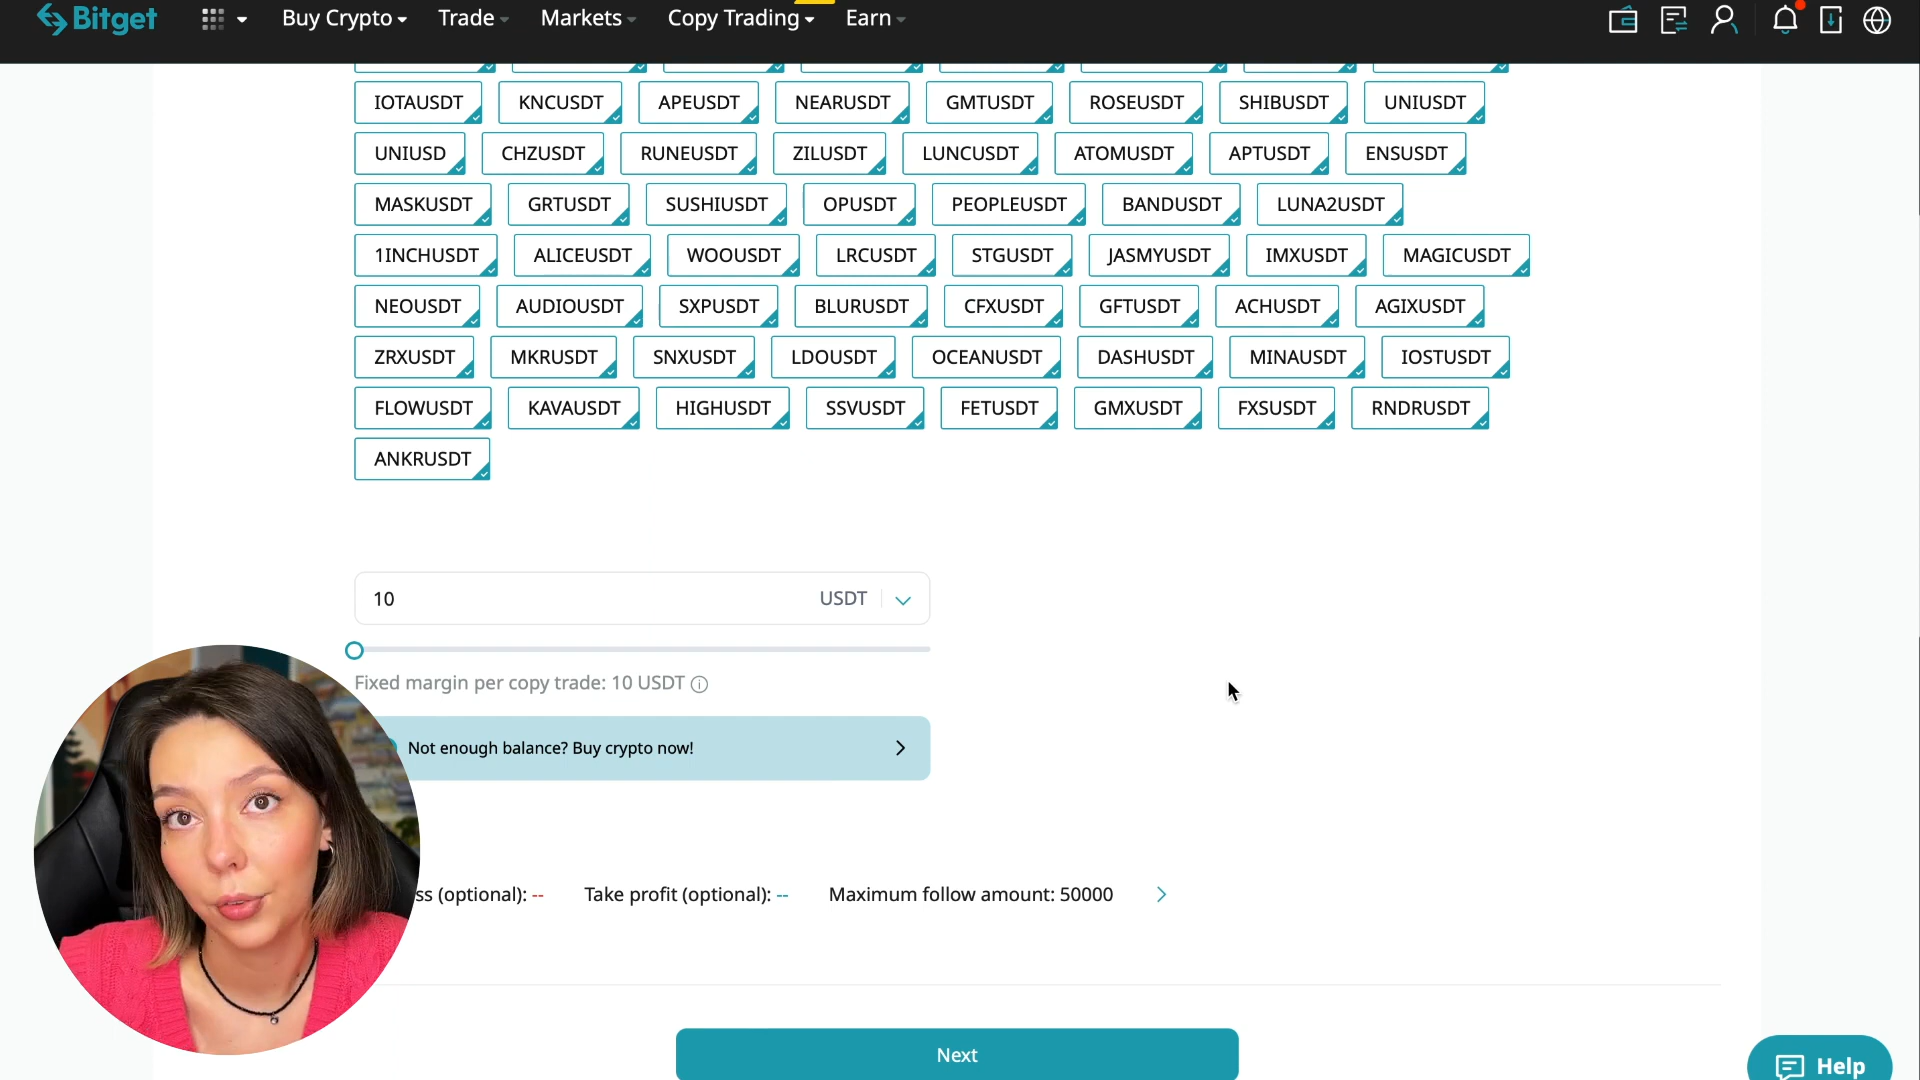 Bitget Buy Crypto Trade Markets Copy Trading Earn
IOTAUSDT KNCUSDT APEUSDT NEARUSDT GMTUSDT ROSEUSDT SHIBUSDT UNIUSDT
UNIUSD CHZUSDT RUNEUSDT ZILUSDT LUNCUSDT ATOMUSDT APTUSDT ENSUSDT
MASKUSDT GRTUSDT SUSHIUSDT OPUSDT PEOPLEUSDT BANDUSDT LUNA2USDT
1INCHUSDT ALICEUSDT WOOUSDT LRCUSDT STGUSDT JASMYUSDT IMXUSDT MAGICUSDT
NEOUSDT AUDIOUSDT SXPUSDT BLURUSDT CFXUSDT GFTUSDT ACHUSDT AGIXUSDT
ZRXUSDT MKRUSDT SNXUSDT LDOUSDT OCEANUSDT DASHUSDT MINAUSDT IOSTUSDT
FLOWUSDT KAVAUSDT HIGHUSDT SSVUSDT FETUSDT GMXUSDT FXSUSDT RNDRUSDT
ANKRUSDT
10 USDT
Fixed margin per copy trade: 10 USDT
Not enough balance? Buy crypto now!
ss (optional): -- Take profit (optional): -- Maximum follow amount: 50000
Next
Help